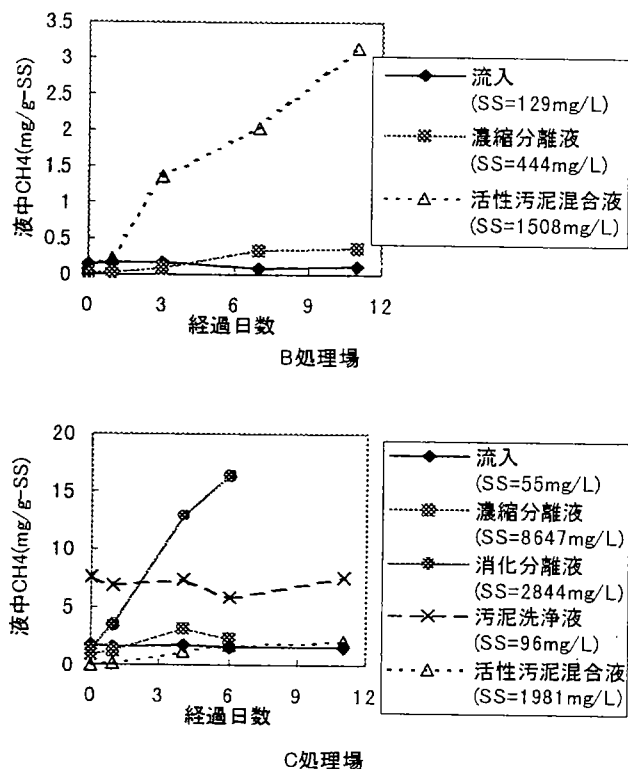 液中CH4(mg/g-SS)
3.5
3
2.5
2
1.5
1
0.5
0
0
3
6
9
12
経過日数
流入
(SS=129mg/L)
濃縮分離液
(SS=444mg/L)
活性汚泥混合液
(SS=1508mg/L)
B処理場
液中CH4(mg/g-SS)
20
15
10
5
0
0
3
6
9
12
経過日数
流入
(SS=55mg/L)
濃縮分離液
(SS=8647mg/L)
消化分離液
(SS=2844mg/L)
汚泥洗浄液
(SS=96mg/L)
活性汚泥混合液
(SS=1981mg/L)
C処理場